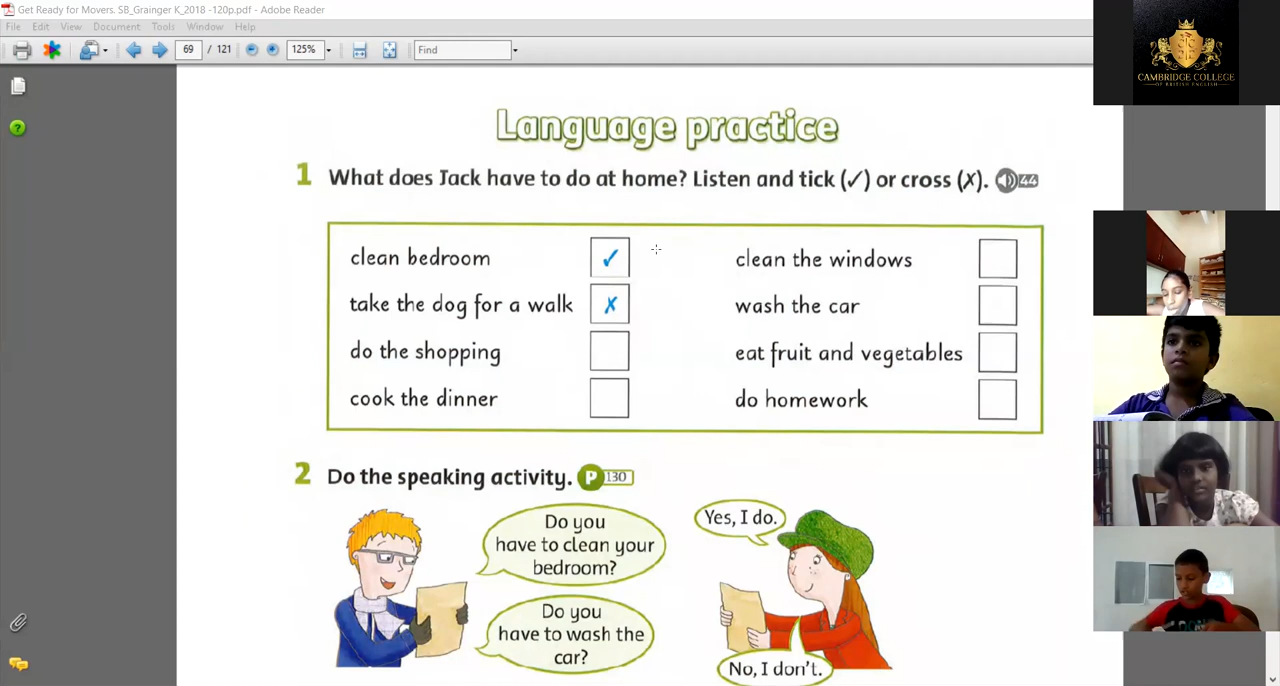 Get Ready for Movers. SB_Grainger K_2018 -120p.pdf - Adobe Reader
File Edit View Document Tools Window Help
69 / 121 125% Find
CAMBRIDGE COLLEGE
OF BRITISH ENGLISH
Language practice
1 What does Jack have to do at home? Listen and tick (✓) or cross (✗). 44
clean bedroom ✓
take the dog for a walk ✗
do the shopping
cook the dinner
clean the windows
wash the car
eat fruit and vegetables
do homework
2 Do the speaking activity. P 130
Do you
have to clean your
bedroom?
Yes, I do.
Do you
have to wash the
car?
No, I don't.